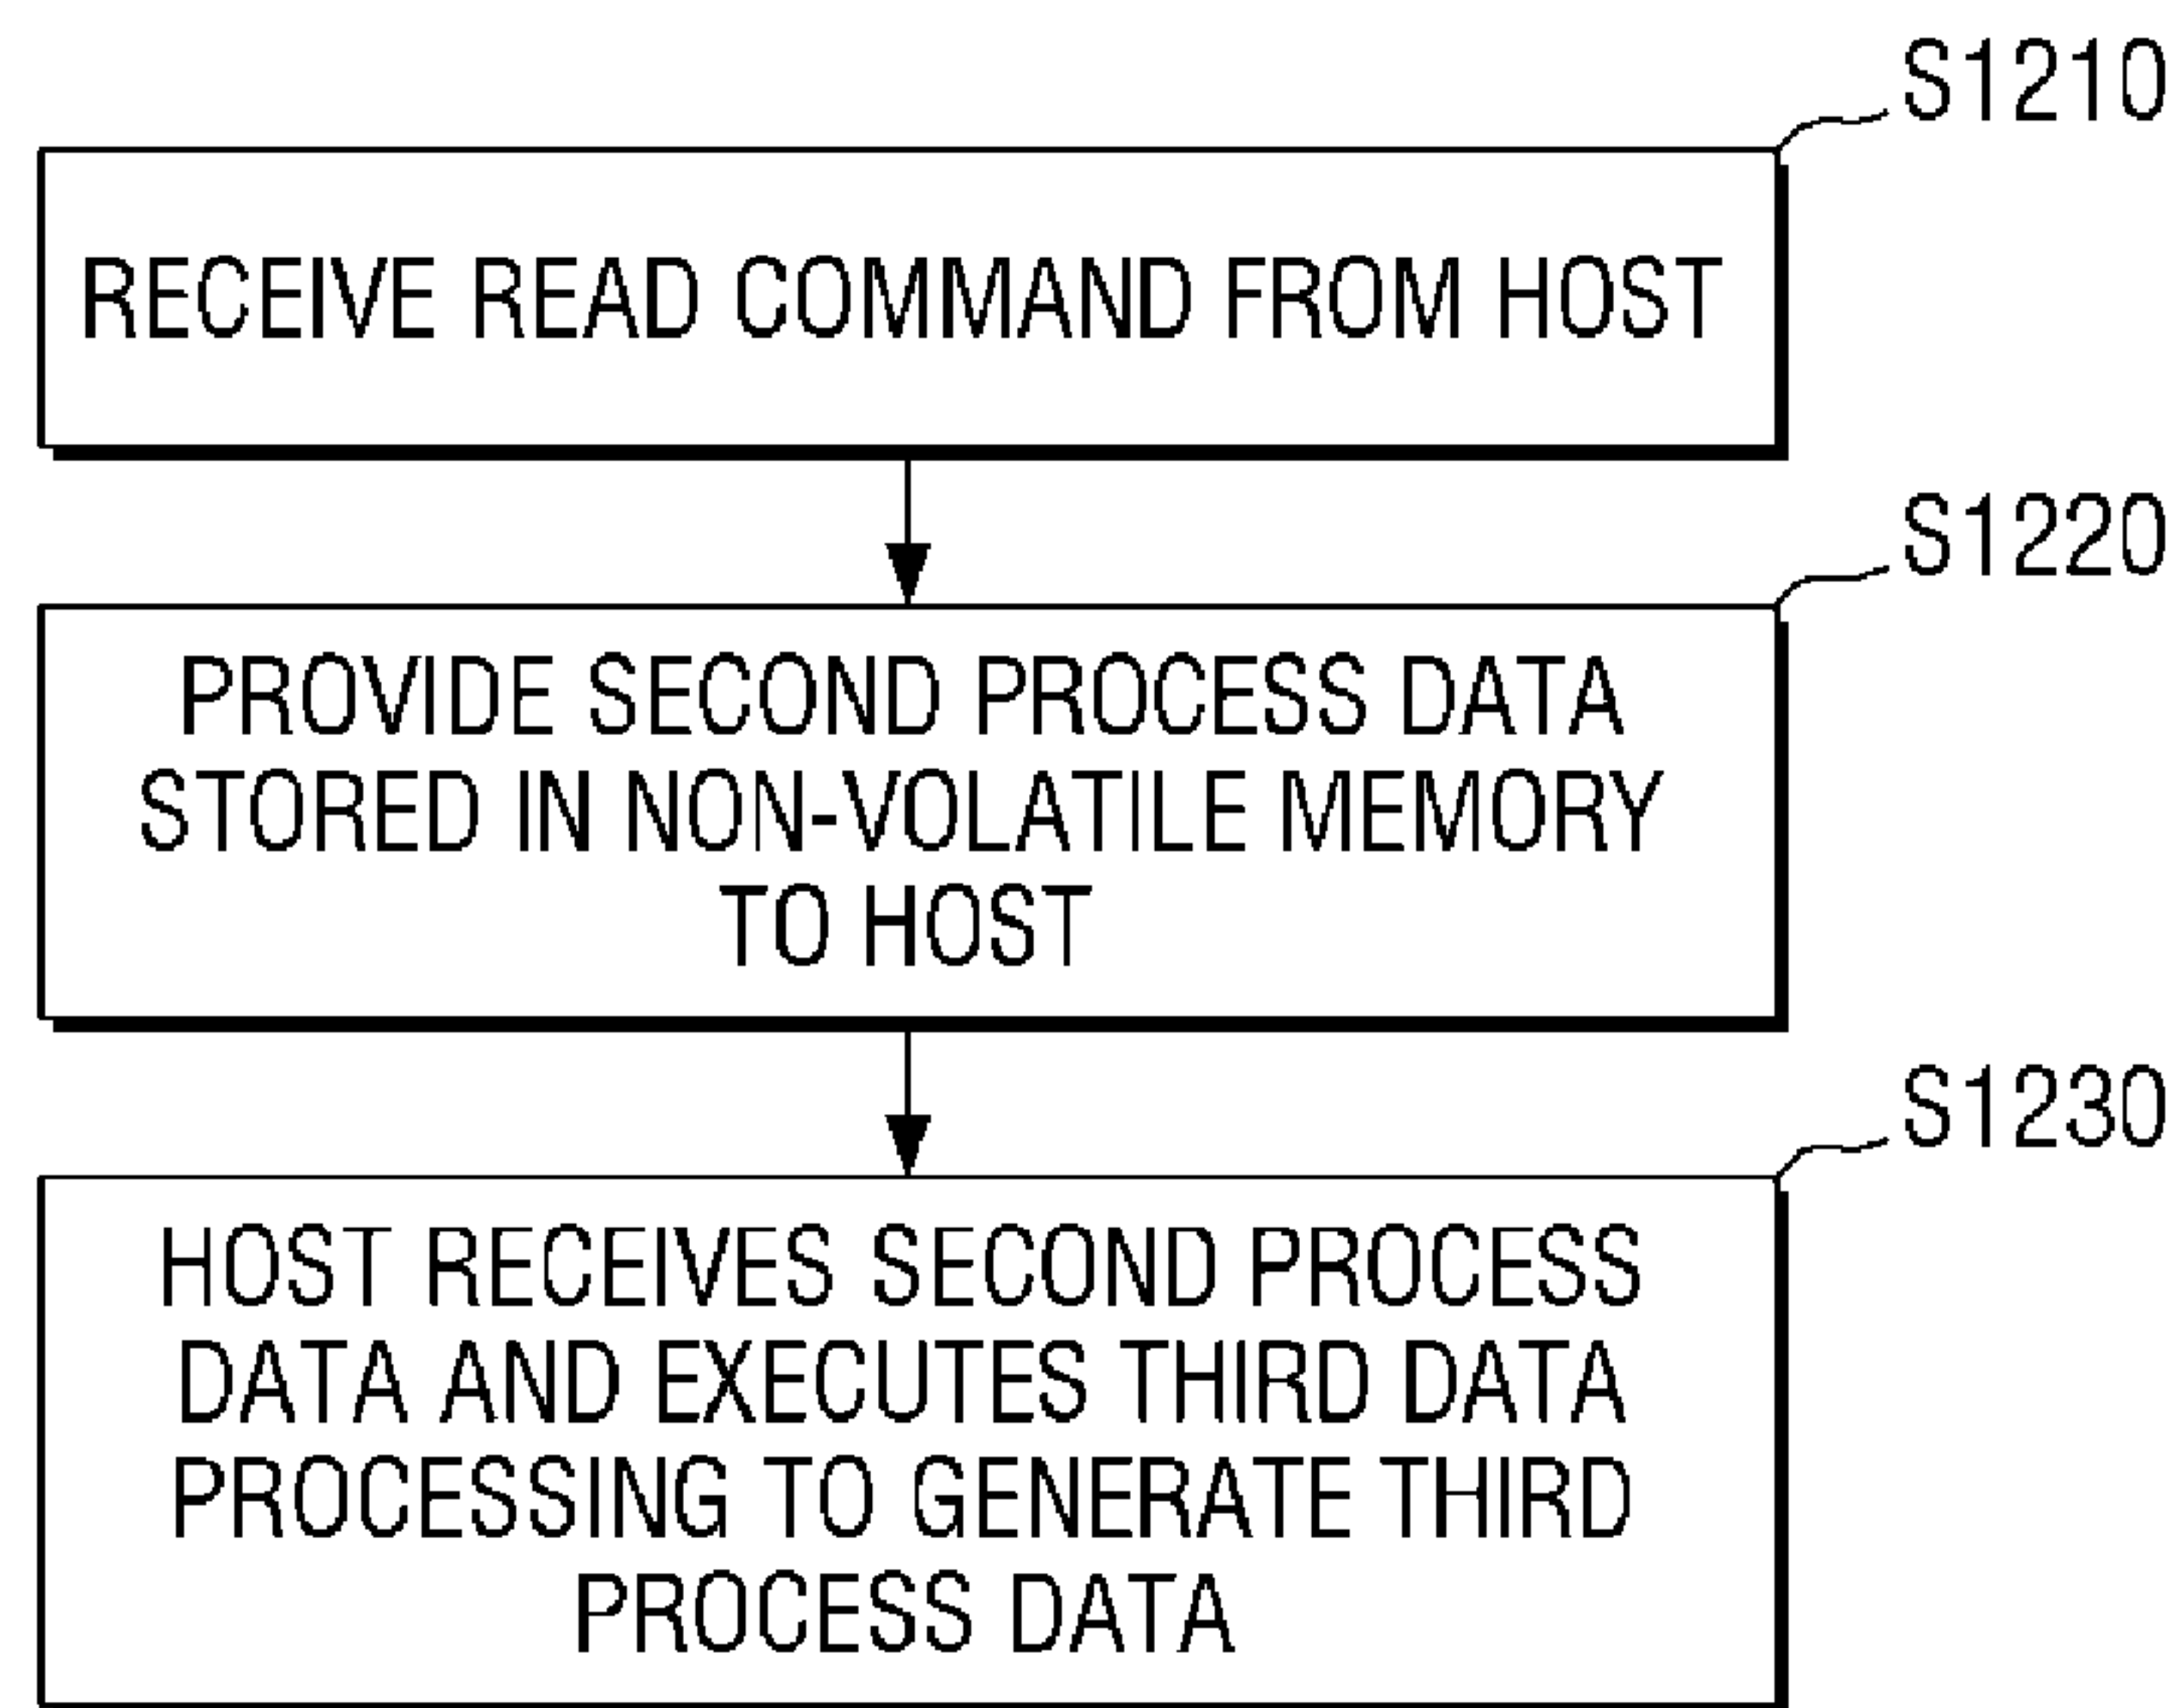 S1210
RECEIVE READ COMMAND FROM HOST
S1220
PROVIDE SECOND PROCESS DATA
STORED IN NON-VOLATILE MEMORY
TO HOST
S1230
HOST RECEIVES SECOND PROCESS
DATA AND EXECUTES THIRD DATA
PROCESSING TO GENERATE THIRD
PROCESS DATA